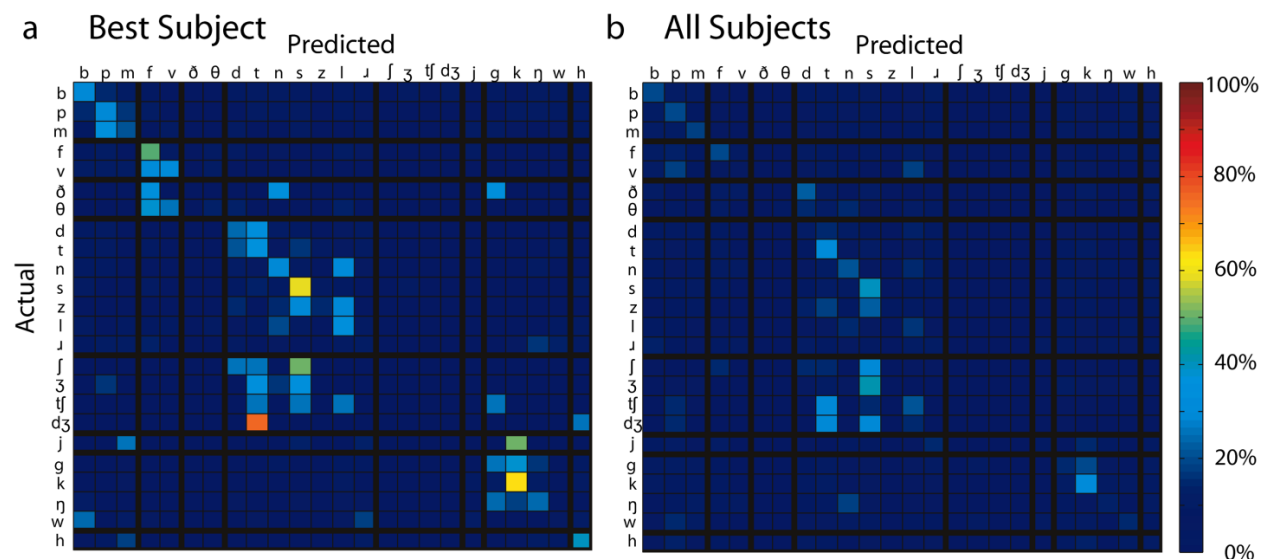 a Best Subject Predicted
b p m f v ð θ d t n s z l ɹ ʃ ʒ tʃ dʒ j g k ŋ w h
Actual
b
p
m
f
v
ð
θ
d
t
n
s
z
l
ɹ
ʃ
ʒ
tʃ
dʒ
j
g
k
ŋ
w
h
b All Subjects Predicted
b p m f v ð θ d t n s z l ɹ ʃ ʒ tʃ dʒ j g k ŋ w h
b
p
m
f
v
ð
θ
d
t
n
s
z
l
ɹ
ʃ
ʒ
tʃ
dʒ
j
g
k
ŋ
w
h
100%
80%
60%
40%
20%
0%